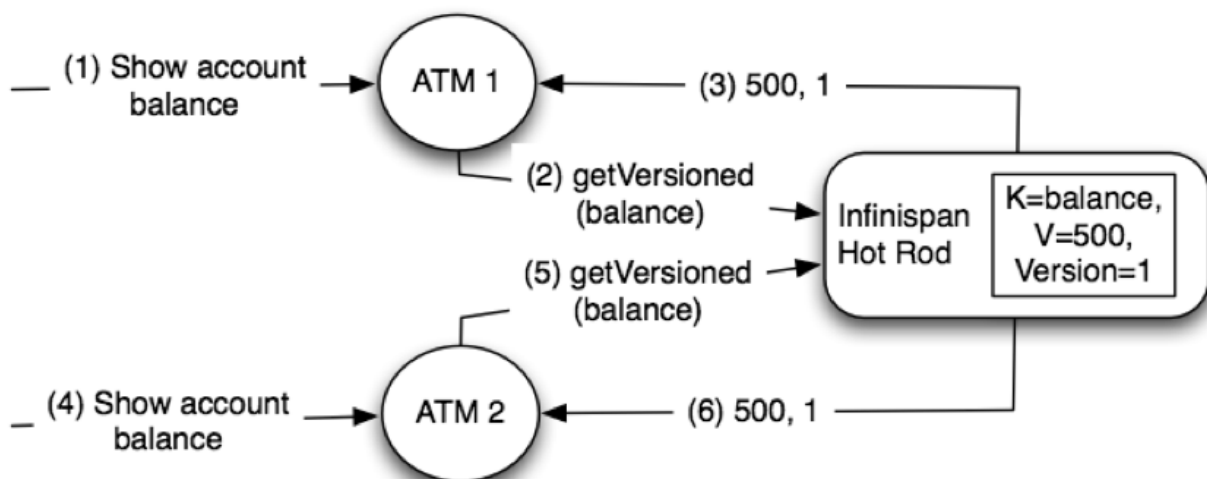 (1) Show account
balance
ATM 1
(3) 500, 1
(2) getVersioned
(balance)
Infinispan
Hot Rod
K=balance,
V=500,
Version=1
(5) getVersioned
(balance)
(4) Show account
balance
ATM 2
(6) 500, 1